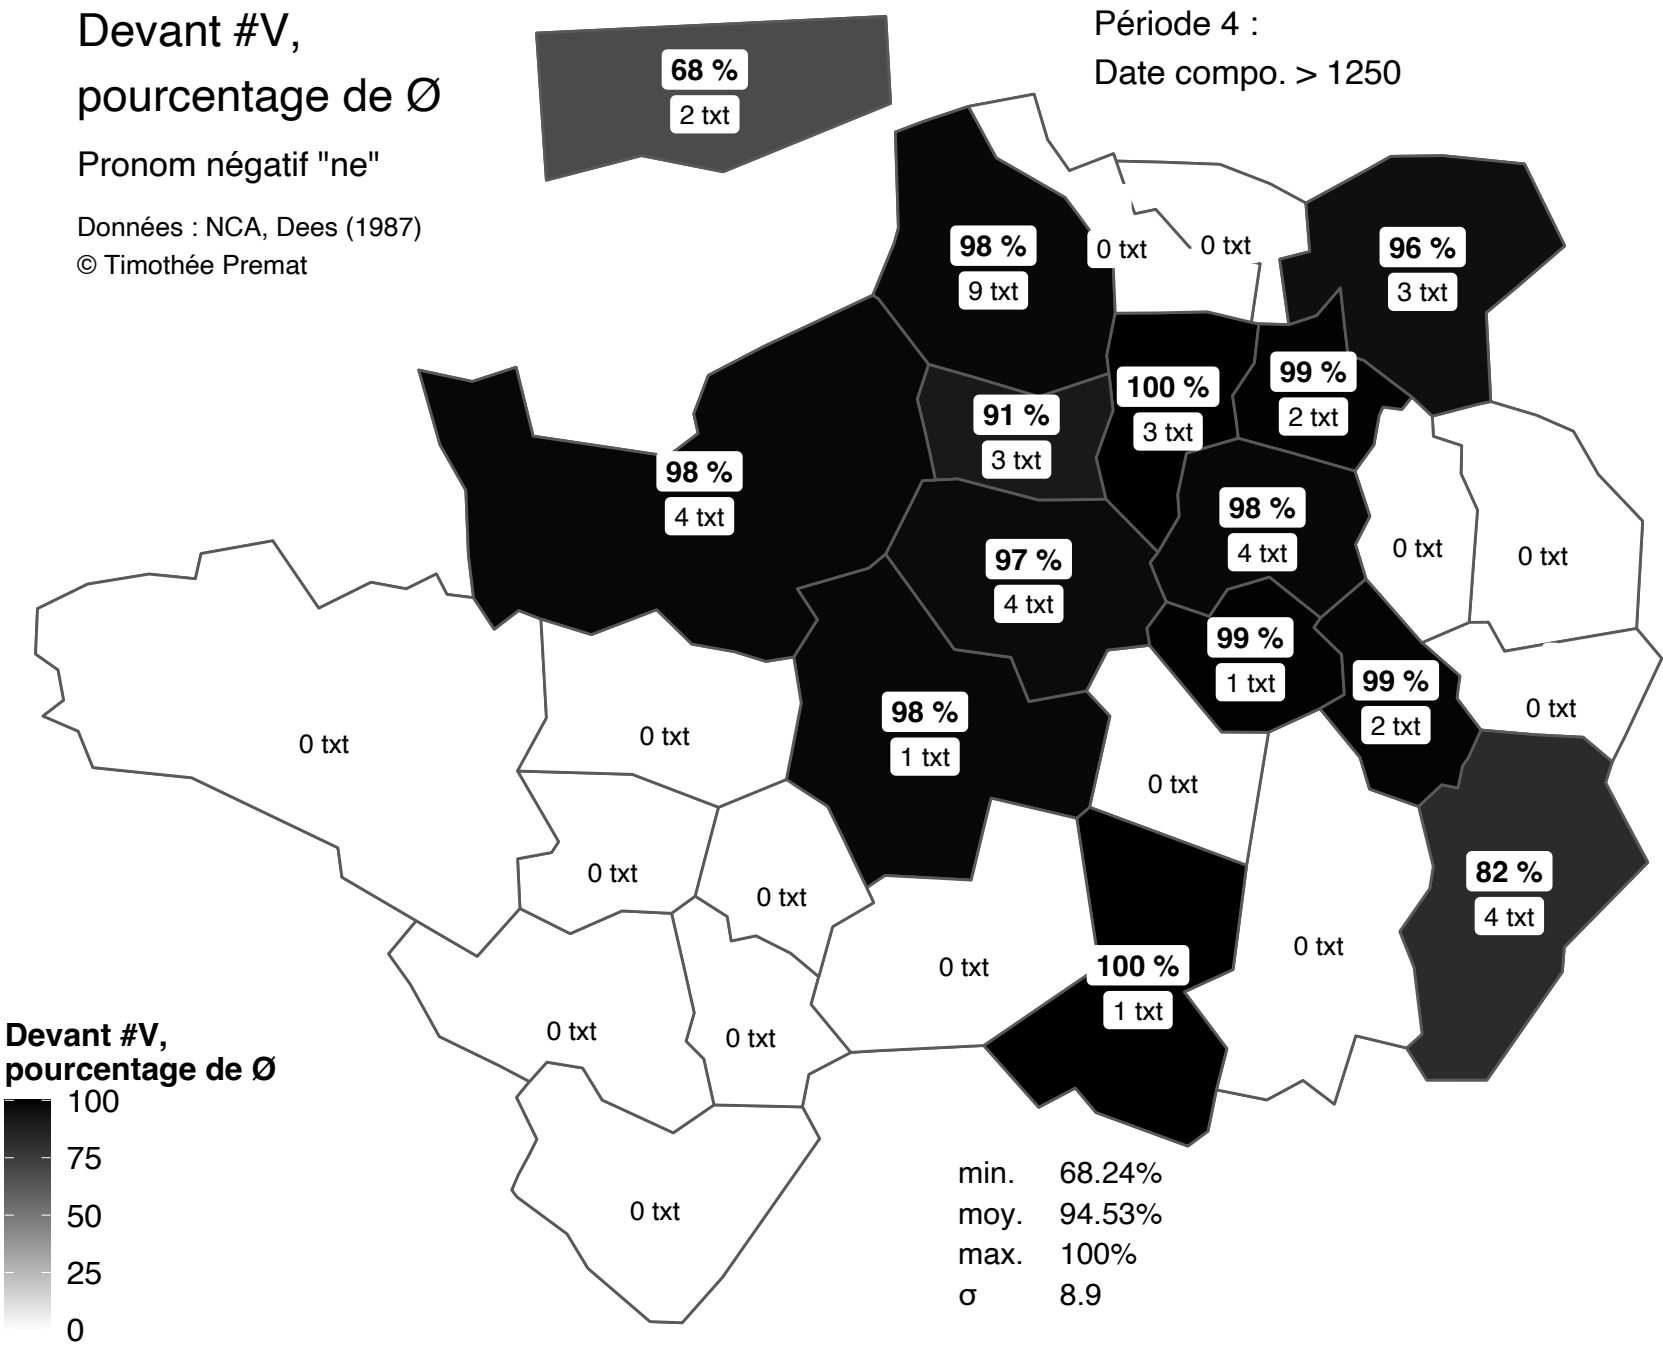 Devant #V,
pourcentage de Ø
Pronom négatif "ne"
Données : NCA, Dees (1987)
© Timothée Premat
Période 4 :
Date compo. > 1250
68 %
2 txt
98 %
9 txt
0 txt
0 txt
96 %
3 txt
91 %
3 txt
100 %
3 txt
99 %
2 txt
98 %
4 txt
97 %
4 txt
98 %
4 txt
0 txt
0 txt
99 %
1 txt
99 %
2 txt
0 txt
0 txt
0 txt
98 %
1 txt
0 txt
0 txt
0 txt
82 %
4 txt
0 txt
100 %
1 txt
0 txt
0 txt
0 txt
0 txt
Devant #V,
pourcentage de Ø
100
75
50
25
0
min. 68.24%
moy. 94.53%
max. 100%
σ 8.9